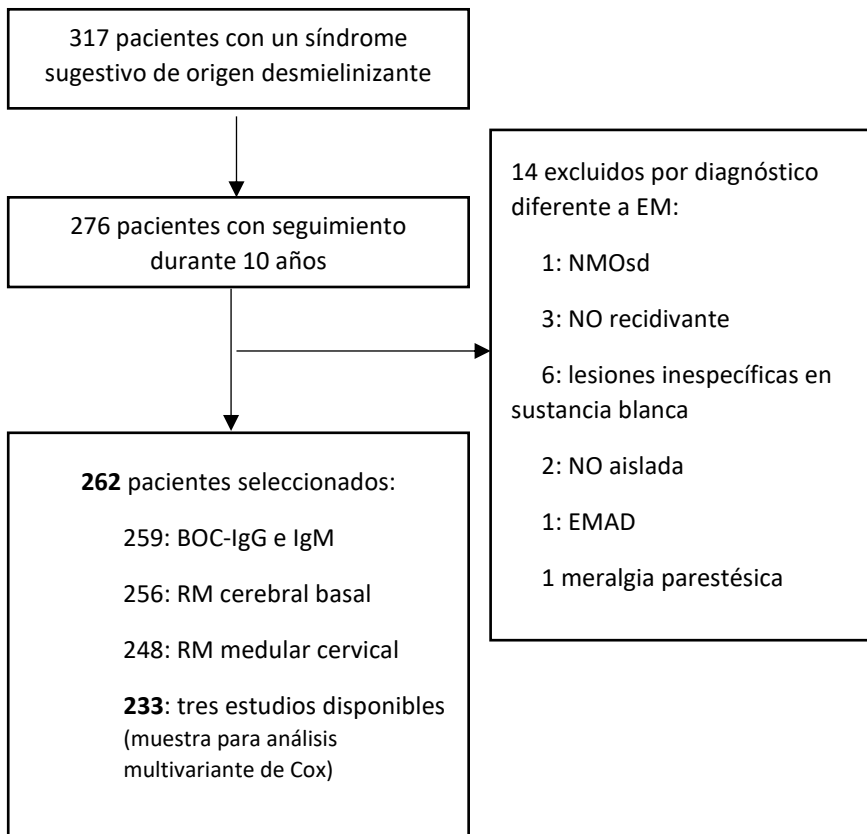 317 pacientes con un síndrome
sugestivo de origen desmielinizante
276 pacientes con seguimiento
durante 10 años
14 excluidos por diagnóstico
diferente a EM:
1: NMOsd
3: NO recidivante
6: lesiones inespecíficas en
sustancia blanca
2: NO aislada
1: EMAD
1 meralgia parestésica
262 pacientes seleccionados:
259: BOC-IgG e IgM
256: RM cerebral basal
248: RM medular cervical
233: tres estudios disponibles
(muestra para análisis
multivariante de Cox)